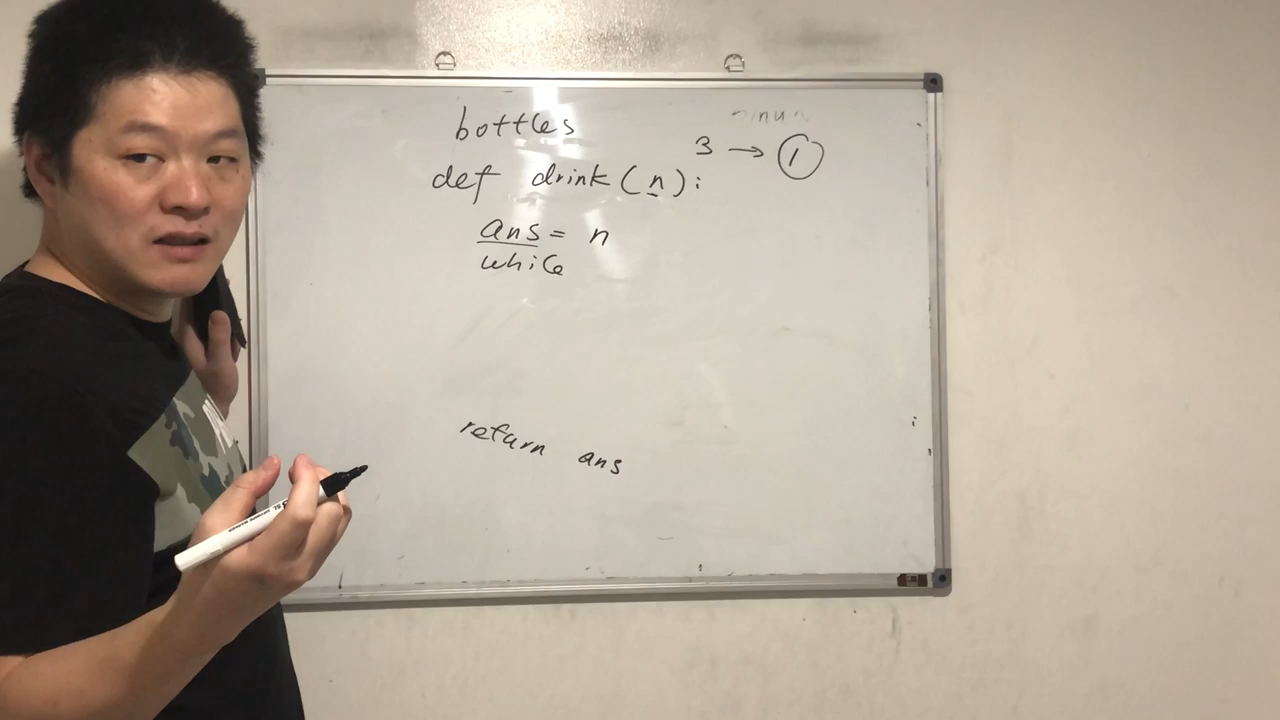 bottles
3 → 1
def drink(n):
ans = n
while
return ans